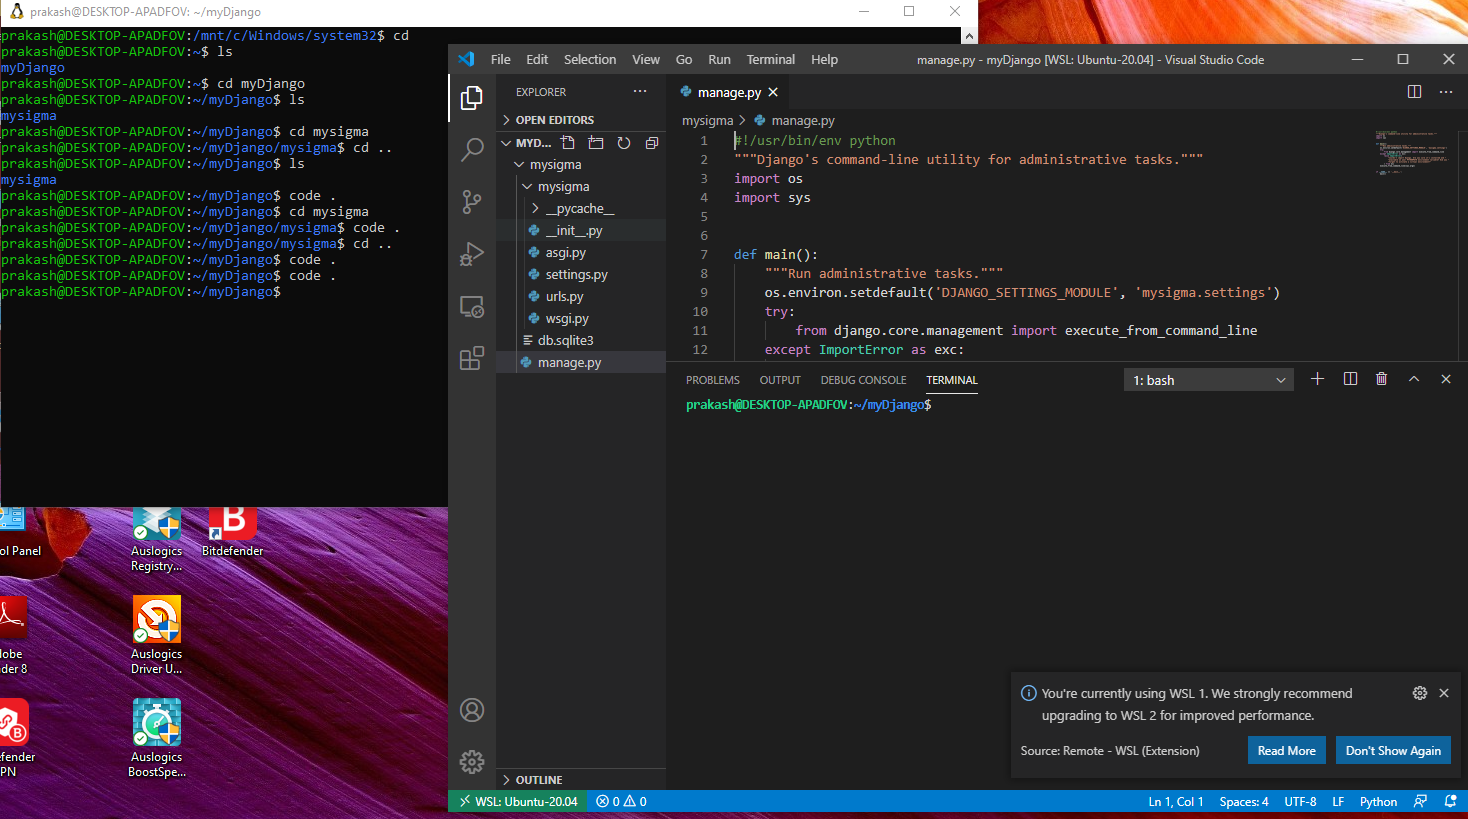 prakash@DESKTOP-APADFOV: ~/myDjango
prakash@DESKTOP-APADFOV:/mnt/c/Windows/system32$ cd
prakash@DESKTOP-APADFOV:~$ ls
myDjango
prakash@DESKTOP-APADFOV:~$ cd myDjango
prakash@DESKTOP-APADFOV:~/myDjango$ ls
mysigma
prakash@DESKTOP-APADFOV:~/myDjango$ cd mysigma
prakash@DESKTOP-APADFOV:~/myDjango/mysigma$ cd ..
prakash@DESKTOP-APADFOV:~/myDjango$ ls
mysigma
prakash@DESKTOP-APADFOV:~/myDjango$ code .
prakash@DESKTOP-APADFOV:~/myDjango$ cd mysigma
prakash@DESKTOP-APADFOV:~/myDjango/mysigma$ code .
prakash@DESKTOP-APADFOV:~/myDjango/mysigma$ cd ..
prakash@DESKTOP-APADFOV:~/myDjango$ code .
prakash@DESKTOP-APADFOV:~/myDjango$ code .
prakash@DESKTOP-APADFOV:~/myDjango$
ol Panel
Auslogics
Registry...
Bitdefender
lobe
der 8
Auslogics
Driver U...
efender
PN
Auslogics
BoostSpe...
File Edit Selection View Go Run Terminal Help
manage.py - myDjango [WSL: Ubuntu-20.04] - Visual Studio Code
EXPLORER
OPEN EDITORS
MYD...
mysigma
mysigma
__pycache__
__init__.py
asgi.py
settings.py
urls.py
wsgi.py
db.sqlite3
manage.py
OUTLINE
manage.py
mysigma > manage.py
1 #!/usr/bin/env python
2 """Django's command-line utility for administrative tasks."""
3 import os
4 import sys
5
6
7 def main():
8 """Run administrative tasks."""
9 os.environ.setdefault('DJANGO_SETTINGS_MODULE', 'mysigma.settings')
10 try:
11 from django.core.management import execute_from_command_line
12 except ImportError as exc:
PROBLEMS OUTPUT DEBUG CONSOLE TERMINAL
1: bash
prakash@DESKTOP-APADFOV:~/myDjango$
You're currently using WSL 1. We strongly recommend
upgrading to WSL 2 for improved performance.
Source: Remote - WSL (Extension)
Read More
Don't Show Again
WSL: Ubuntu-20.04 0 0
Ln 1, Col 1 Spaces: 4 UTF-8 LF Python